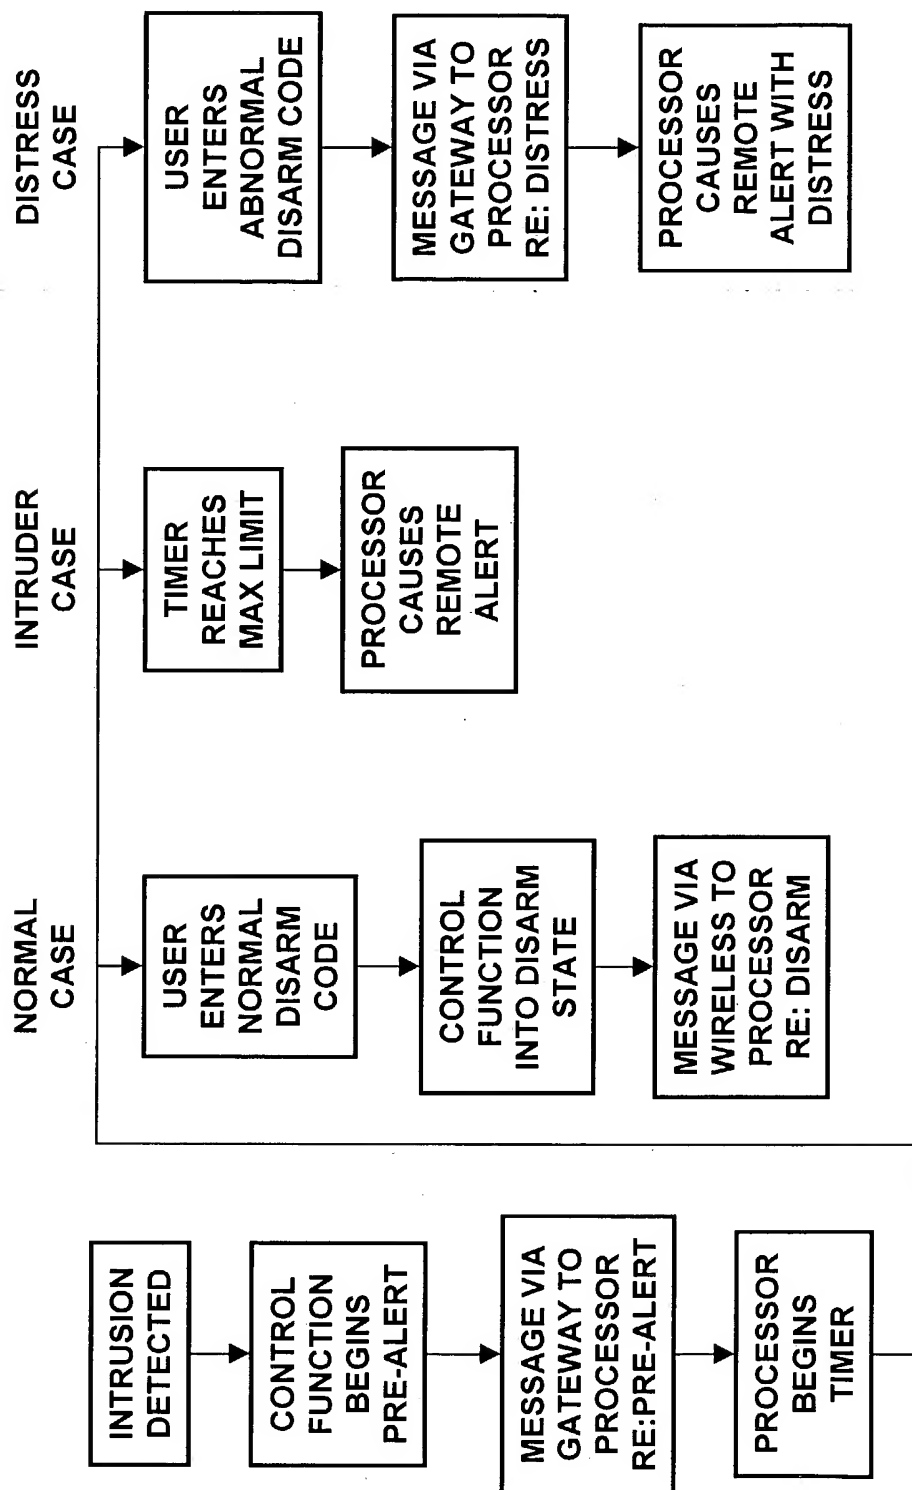 INTRUSION
DETECTED
CONTROL
FUNCTION
BEGINS
PRE-ALERT
MESSAGE VIA
GATEWAY TO
PROCESSOR
RE:PRE-ALERT
PROCESSOR
BEGINS
TIMER
NORMAL
CASE
USER
ENTERS
NORMAL
DISARM
CODE
CONTROL
FUNCTION
INTO DISARM
STATE
MESSAGE VIA
WIRELESS TO
PROCESSOR
RE: DISARM
INTRUDER
CASE
TIMER
REACHES
MAX LIMIT
PROCESSOR
CAUSES
REMOTE
ALERT
DISTRESS
CASE
USER
ENTERS
ABNORMAL
DISARM CODE
MESSAGE VIA
GATEWAY TO
PROCESSOR
RE: DISTRESS
PROCESSOR
CAUSES
REMOTE
ALERT WITH
DISTRESS